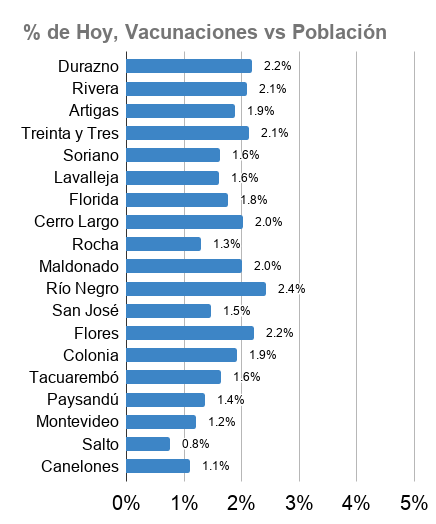 % de Hoy, Vacunaciones vs Población
Durazno 2.2%
Rivera 2.1%
Artigas 1.9%
Treinta y Tres 2.1%
Soriano 1.6%
Lavalleja 1.6%
Florida 1.8%
Cerro Largo 2.0%
Rocha 1.3%
Maldonado 2.0%
Río Negro 2.4%
San José 1.5%
Flores 2.2%
Colonia 1.9%
Tacuarembó 1.6%
Paysandú 1.4%
Montevideo 1.2%
Salto 0.8%
Canelones 1.1%
0% 1% 2% 3% 4% 5%